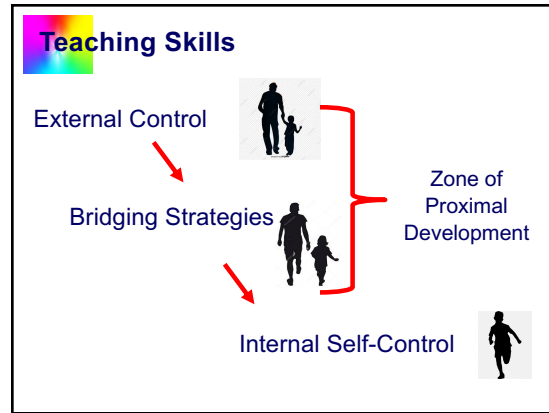 Teaching Skills
External Control
Bridging Strategies
Zone of
Proximal
Development
Internal Self-Control